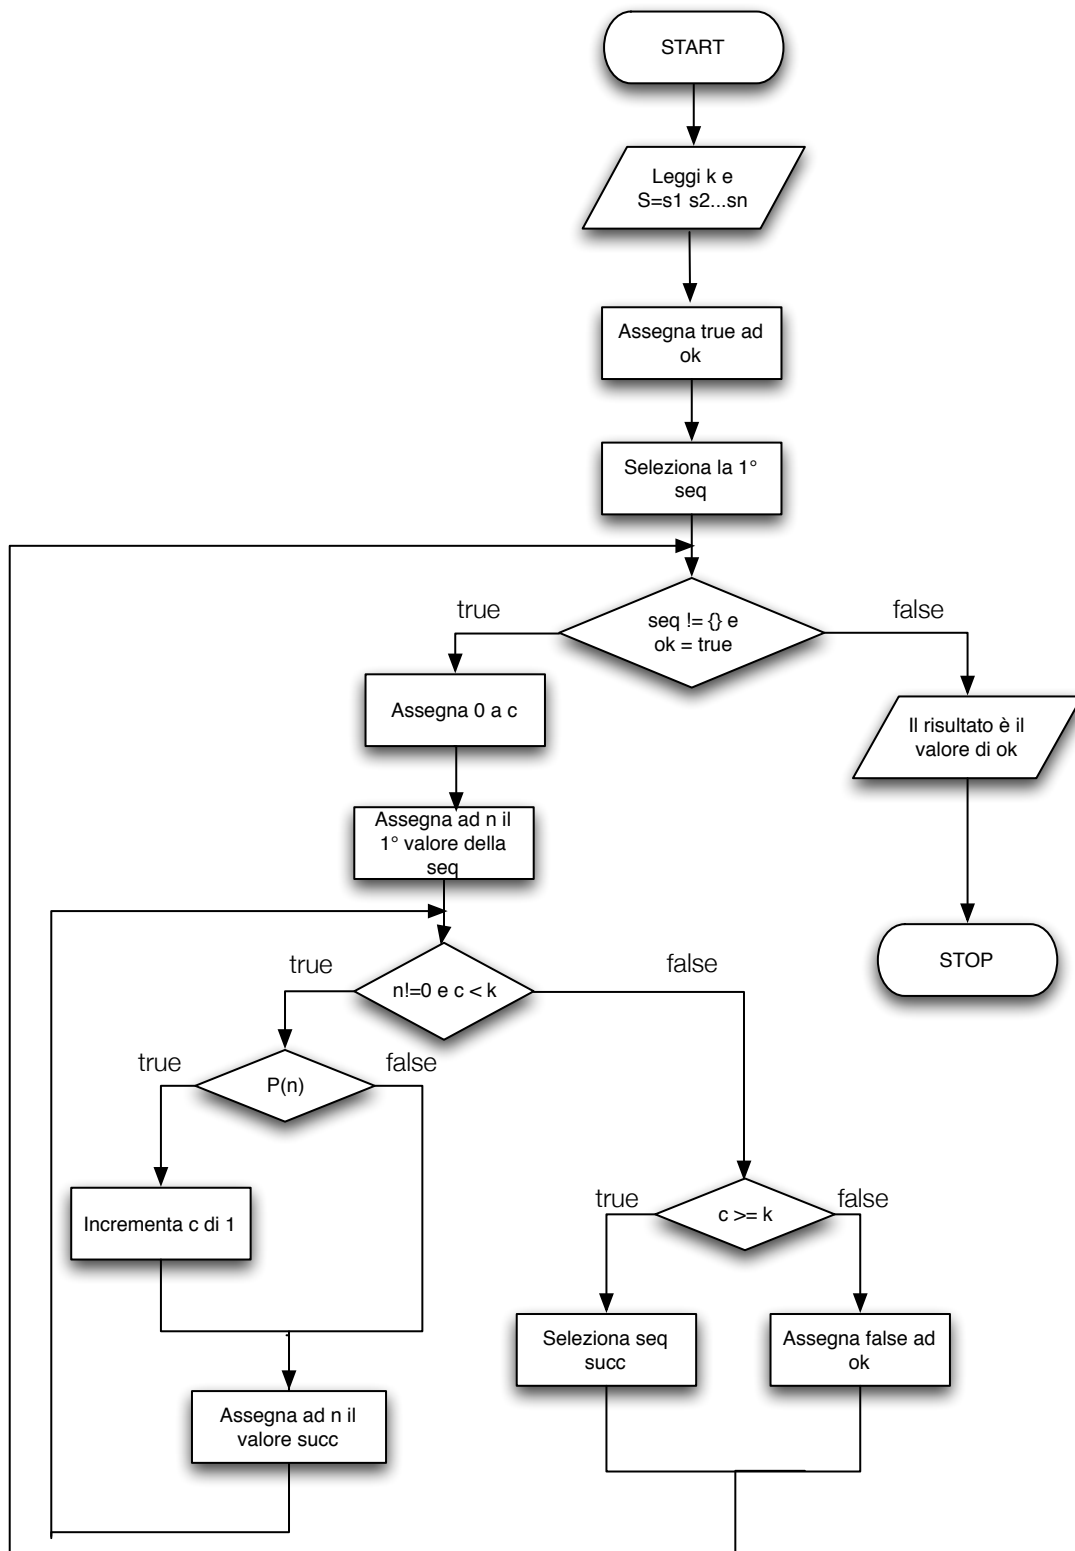 START
Leggi k e
S=s1 s2...sn
Assegna true ad
ok
Seleziona la 1°
seq
true
seq != {} e
ok = true
false
Assegna 0 a c
Il risultato è il
valore di ok
Assegna ad n il
1° valore della
seq
STOP
true
n!=0 e c < k
false
true
P(n)
false
Incrementa c di 1
true
c >= k
false
Seleziona seq
succ
Assegna false ad
ok
Assegna ad n il
valore succ